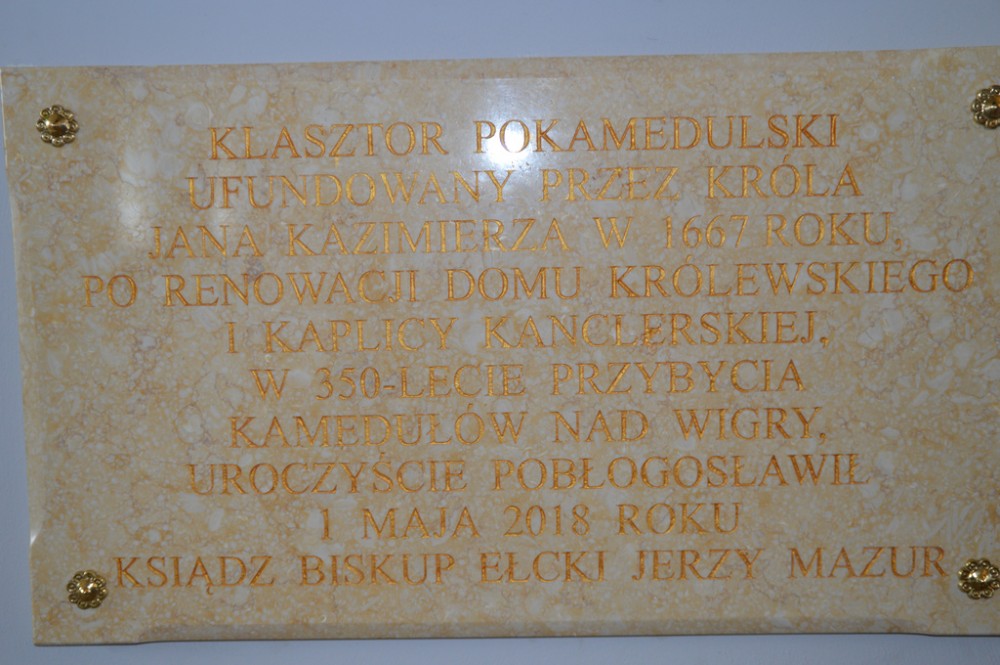 KLASZTOR POKAMEDULSKI
UFUNDOWANY PRZEZ KRÓLA
JANA KAZIMIERZA W 1667 ROKU,
PO RENOWACJI DOMU KRÓLEWSKIEGO
I KAPLICY KANCLERSKIEJ,
W 350-LECIE PRZYBYCIA
KAMEDUŁÓW NAD WIGRY,
UROCZYŚCIE POBŁOGOSŁAWIŁ
1 MAJA 2018 ROKU
KSIĄDZ BISKUP EŁCKI JERZY MAZUR